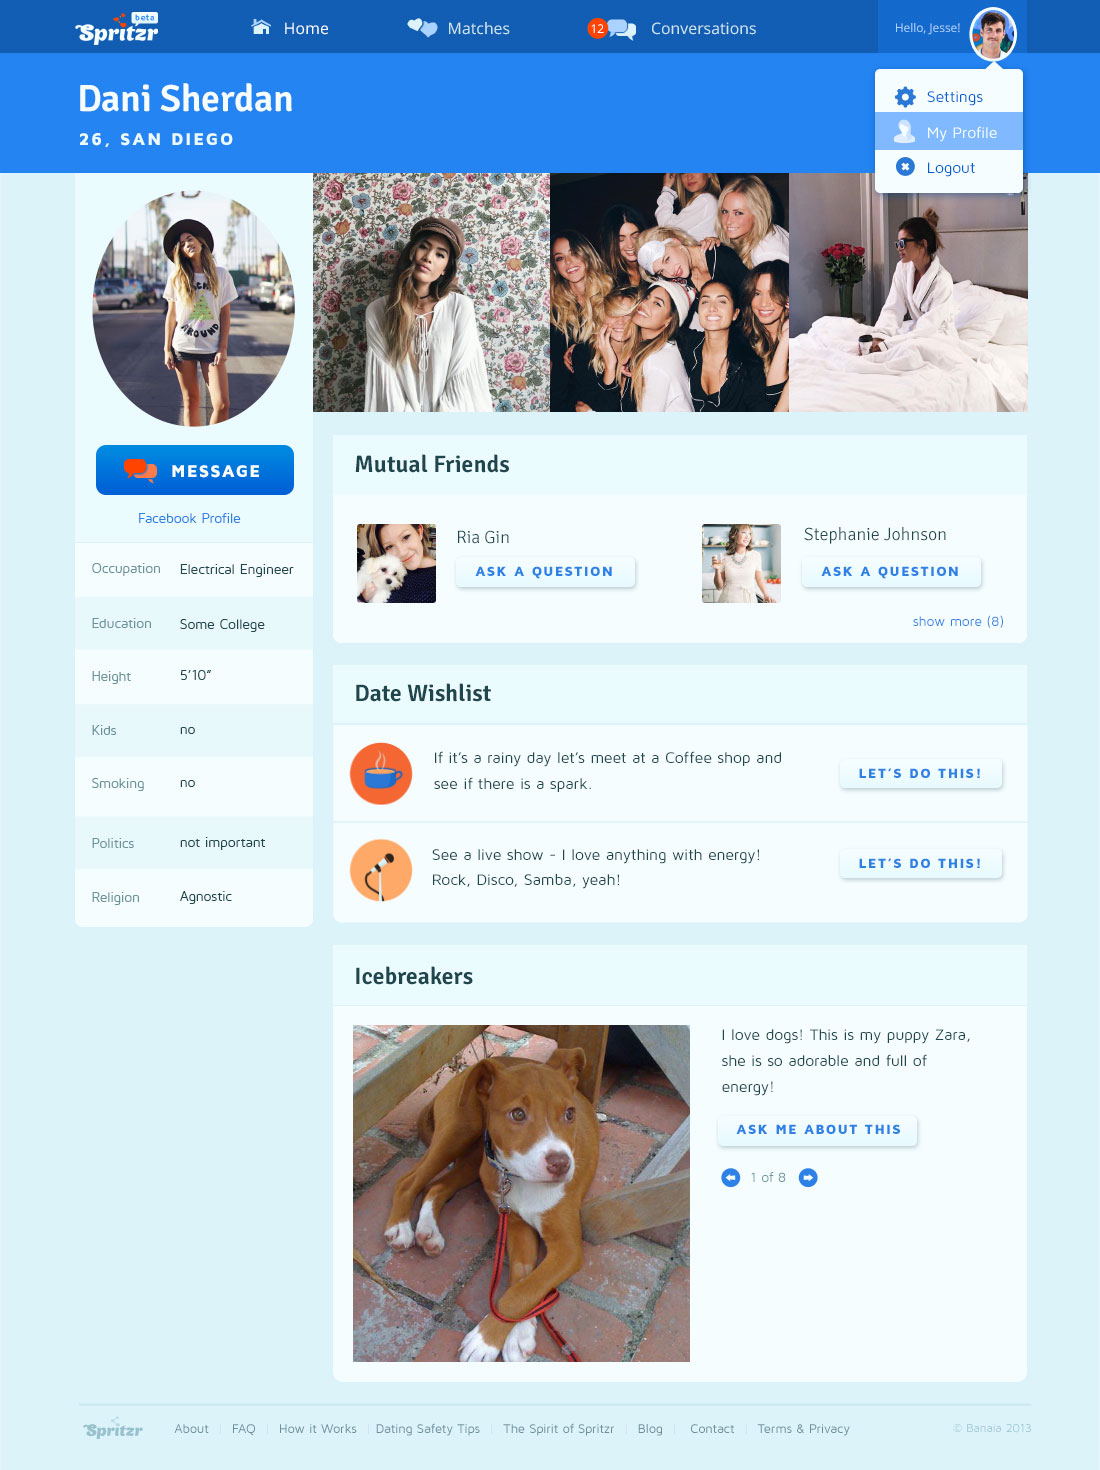 Spritzr
beta
Home
Matches
12
Conversations
Hello, Jesse!
Settings
My Profile
Logout
Dani Sherdan
26, SAN DIEGO
MESSAGE
Facebook Profile
Occupation Electrical Engineer
Education Some College
Height 5'10"
Kids no
Smoking no
Politics not important
Religion Agnostic
Mutual Friends
Ria Gin
ASK A QUESTION
Stephanie Johnson
ASK A QUESTION
show more (8)
Date Wishlist
If it's a rainy day let's meet at a Coffee shop and
see if there is a spark.
LET'S DO THIS!
See a live show - I love anything with energy!
Rock, Disco, Samba, yeah!
LET'S DO THIS!
Icebreakers
I love dogs! This is my puppy Zara,
she is so adorable and full of
energy!
ASK ME ABOUT THIS
1 of 8
Spritzr
About
FAQ
How it Works
Dating Safety Tips
The Spirit of Spritzr
Blog
Contact
Terms & Privacy
© Banaia 2013